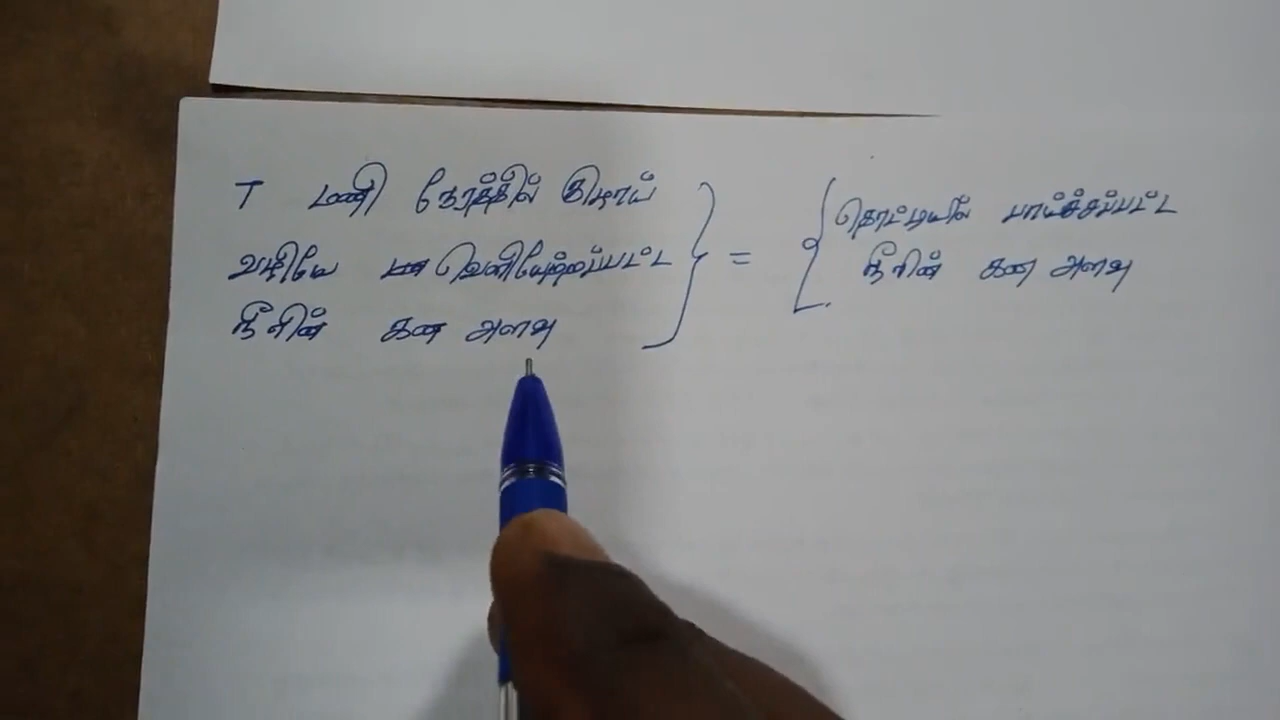 T மணி நேரத்தில் குழாய்
வழியே வெளியேற்றப்பட்ட
நீரின் கன அளவு
=
தொட்டியில் பாய்ச்சப்பட்ட
நீரின் கன அளவு